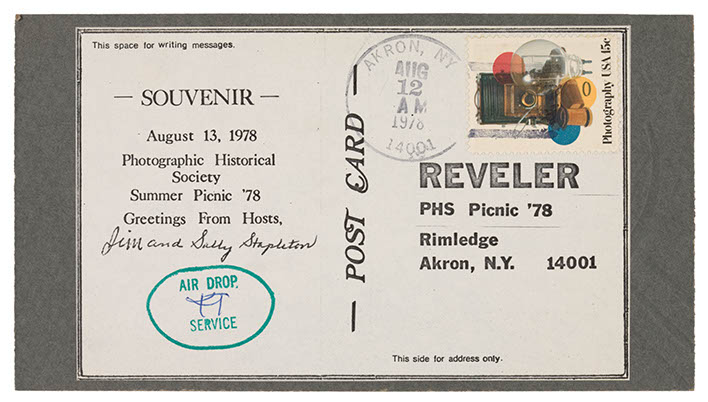 This space for writing messages.
— SOUVENIR —
August 13, 1978
Photographic Historical
Society
Summer Picnic '78
Greetings From Hosts,
Jim and Sally Stapleton
AIR DROP.
SERVICE
— POST CARD —
AKRON, NY
AUG
12
AM
1978
14001
Photography USA 15c
REVELER
PHS Picnic '78
Rimledge
Akron, N.Y. 14001
This side for address only.